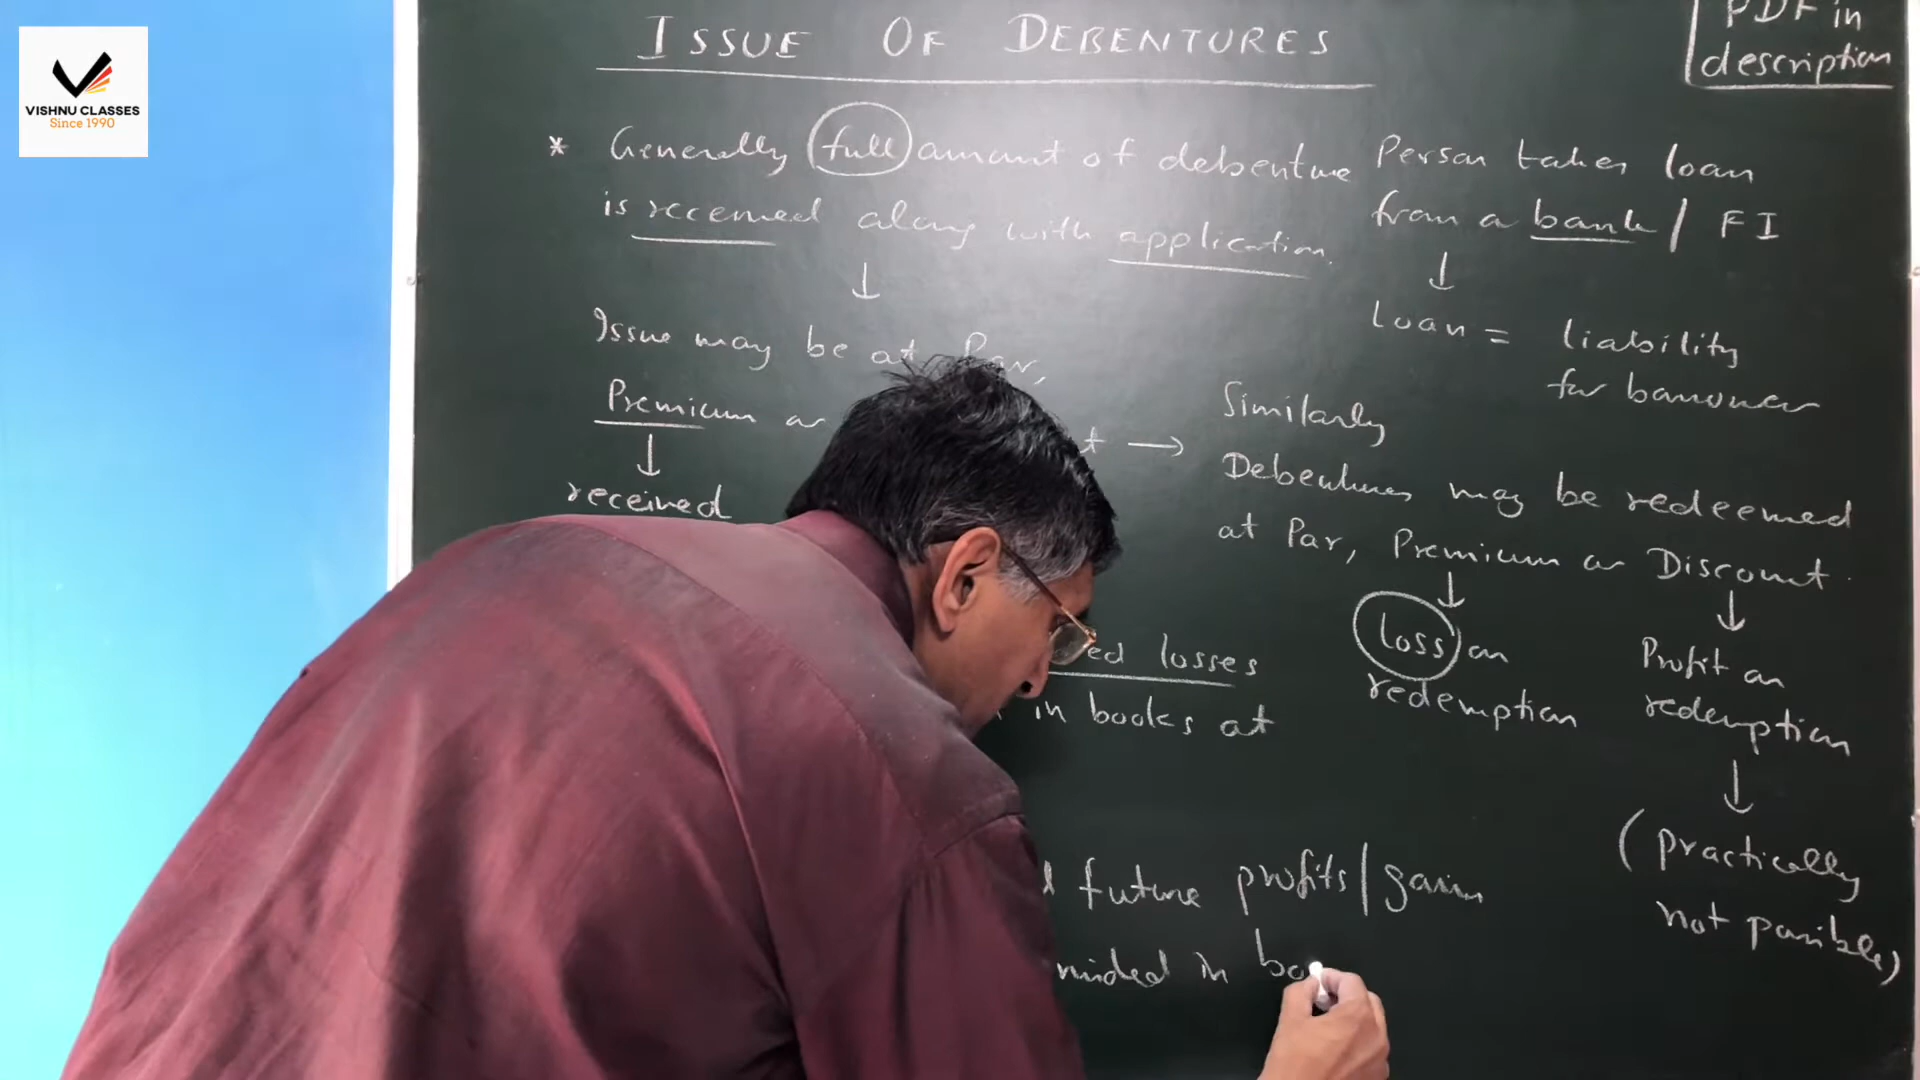 VISHNU CLASSES
Since 1990
ISSUE OF DEBENTURES
PDF in
description
* Generally full amount of debenture
is received along with application.
↓
Issue may be at Par,
Premium or
↓
received
Person takes loan
from a bank / FI
↓
Loan = liability
for borrower
t → Similarly
Debentures may be redeemed
at Par, Premium or Discount.
↓ ↓
loss on
redemption
Profit on
redemption
↓
(practically
not possible)
ed losses
in books at
future profits/gains
in bo